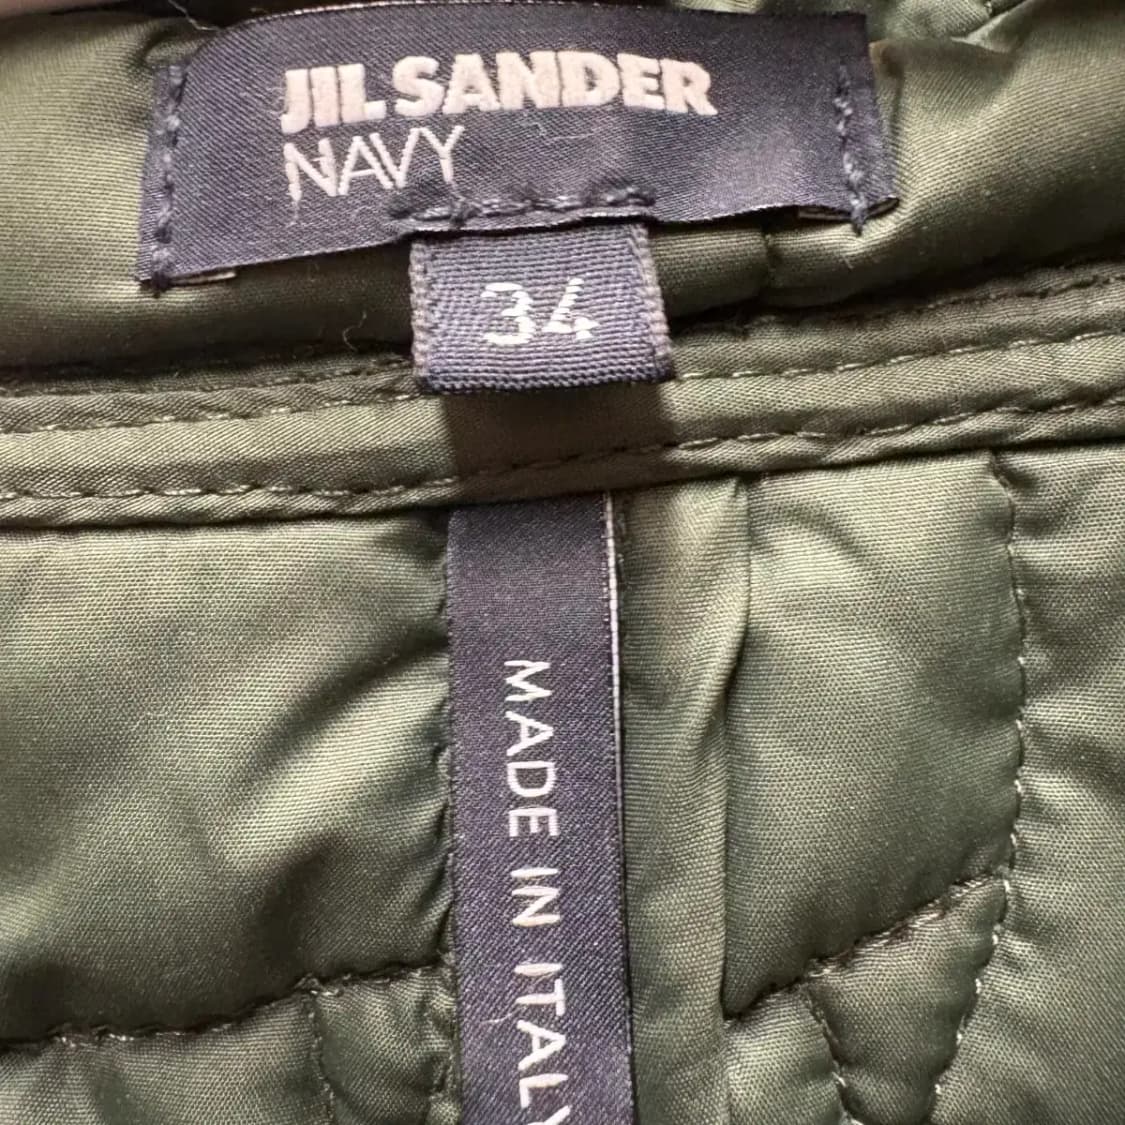 JIL SANDER
NAVY
34
MADE IN ITALY